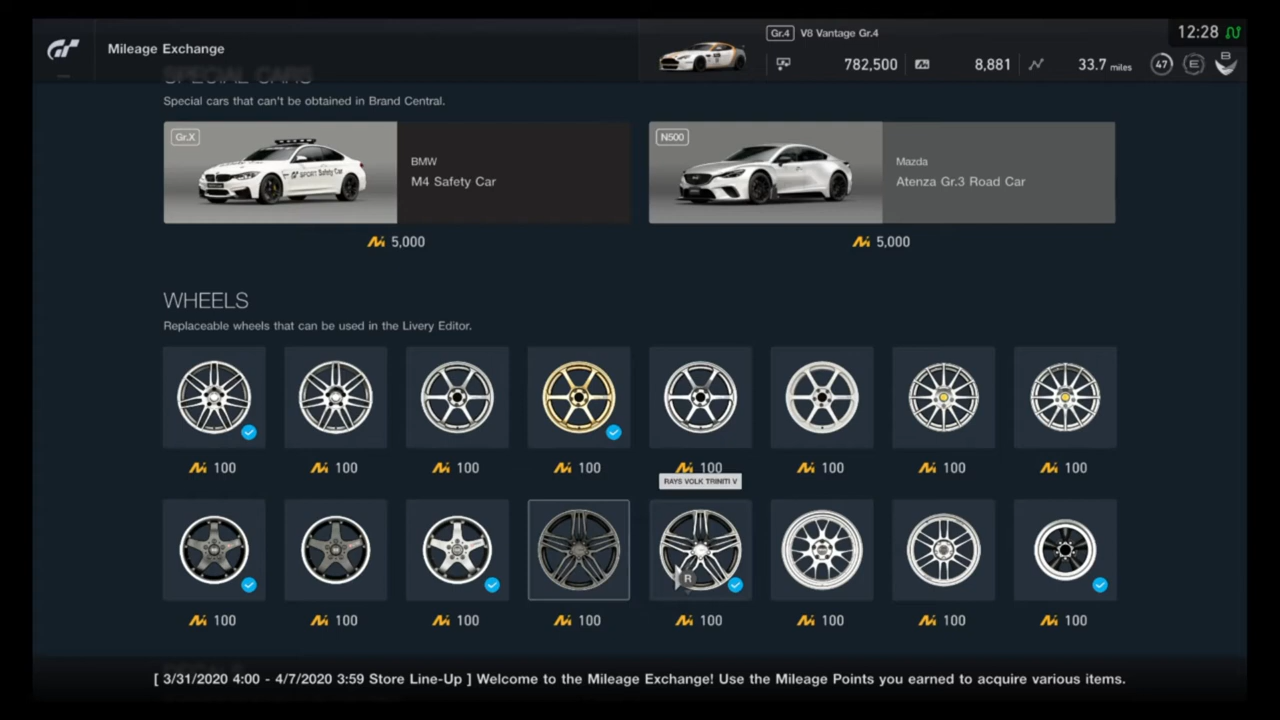 Mileage Exchange
Gr.4 V8 Vantage Gr.4
12:28
782,500
8,881
33.7 miles
47
E
B
SPECIAL CARS
Special cars that can't be obtained in Brand Central.
Gr.X
BMW
M4 Safety Car
N500
Mazda
Atenza Gr.3 Road Car
5,000
5,000
WHEELS
Replaceable wheels that can be used in the Livery Editor.
100 100 100 100 100 100 100 100
RAYS VOLK TRINITI V
R
100 100 100 100 100 100 100 100
[ 3/31/2020 4:00 - 4/7/2020 3:59 Store Line-Up ] Welcome to the Mileage Exchange! Use the Mileage Points you earned to acquire various items.